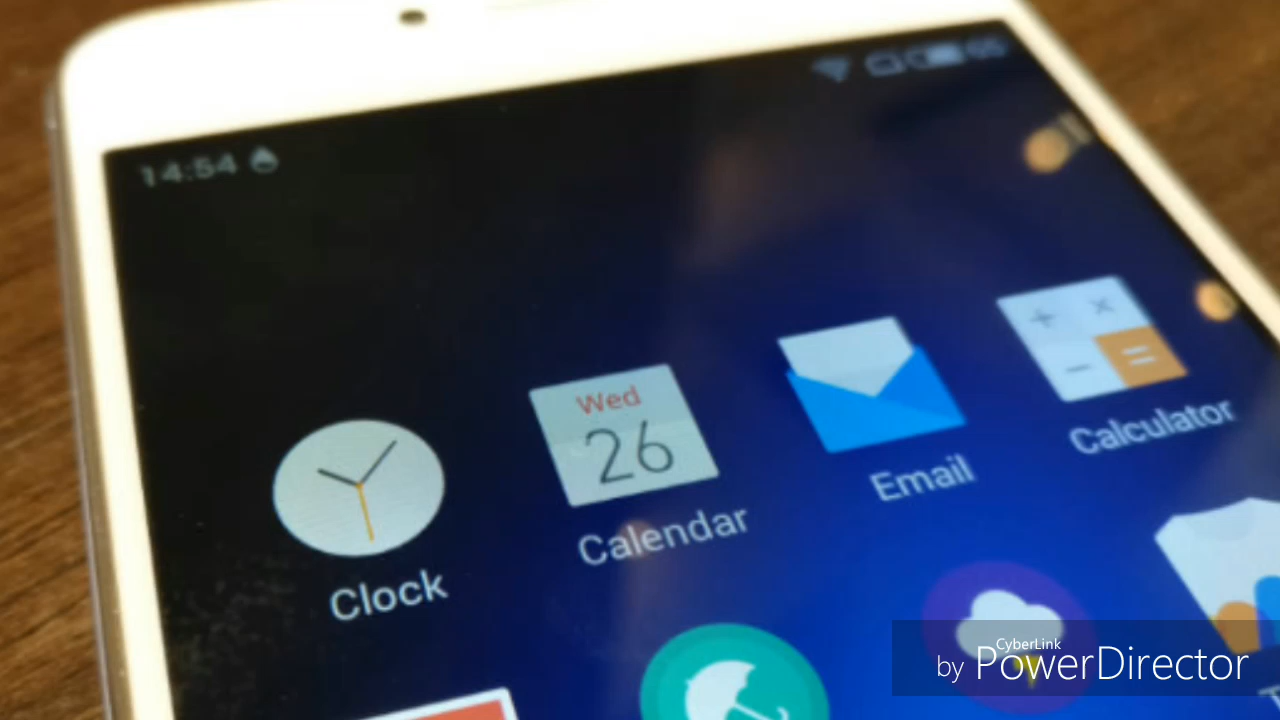 14:54
Wed
26
Clock
Calendar
Email
Calculator
CyberLink
by PowerDirector